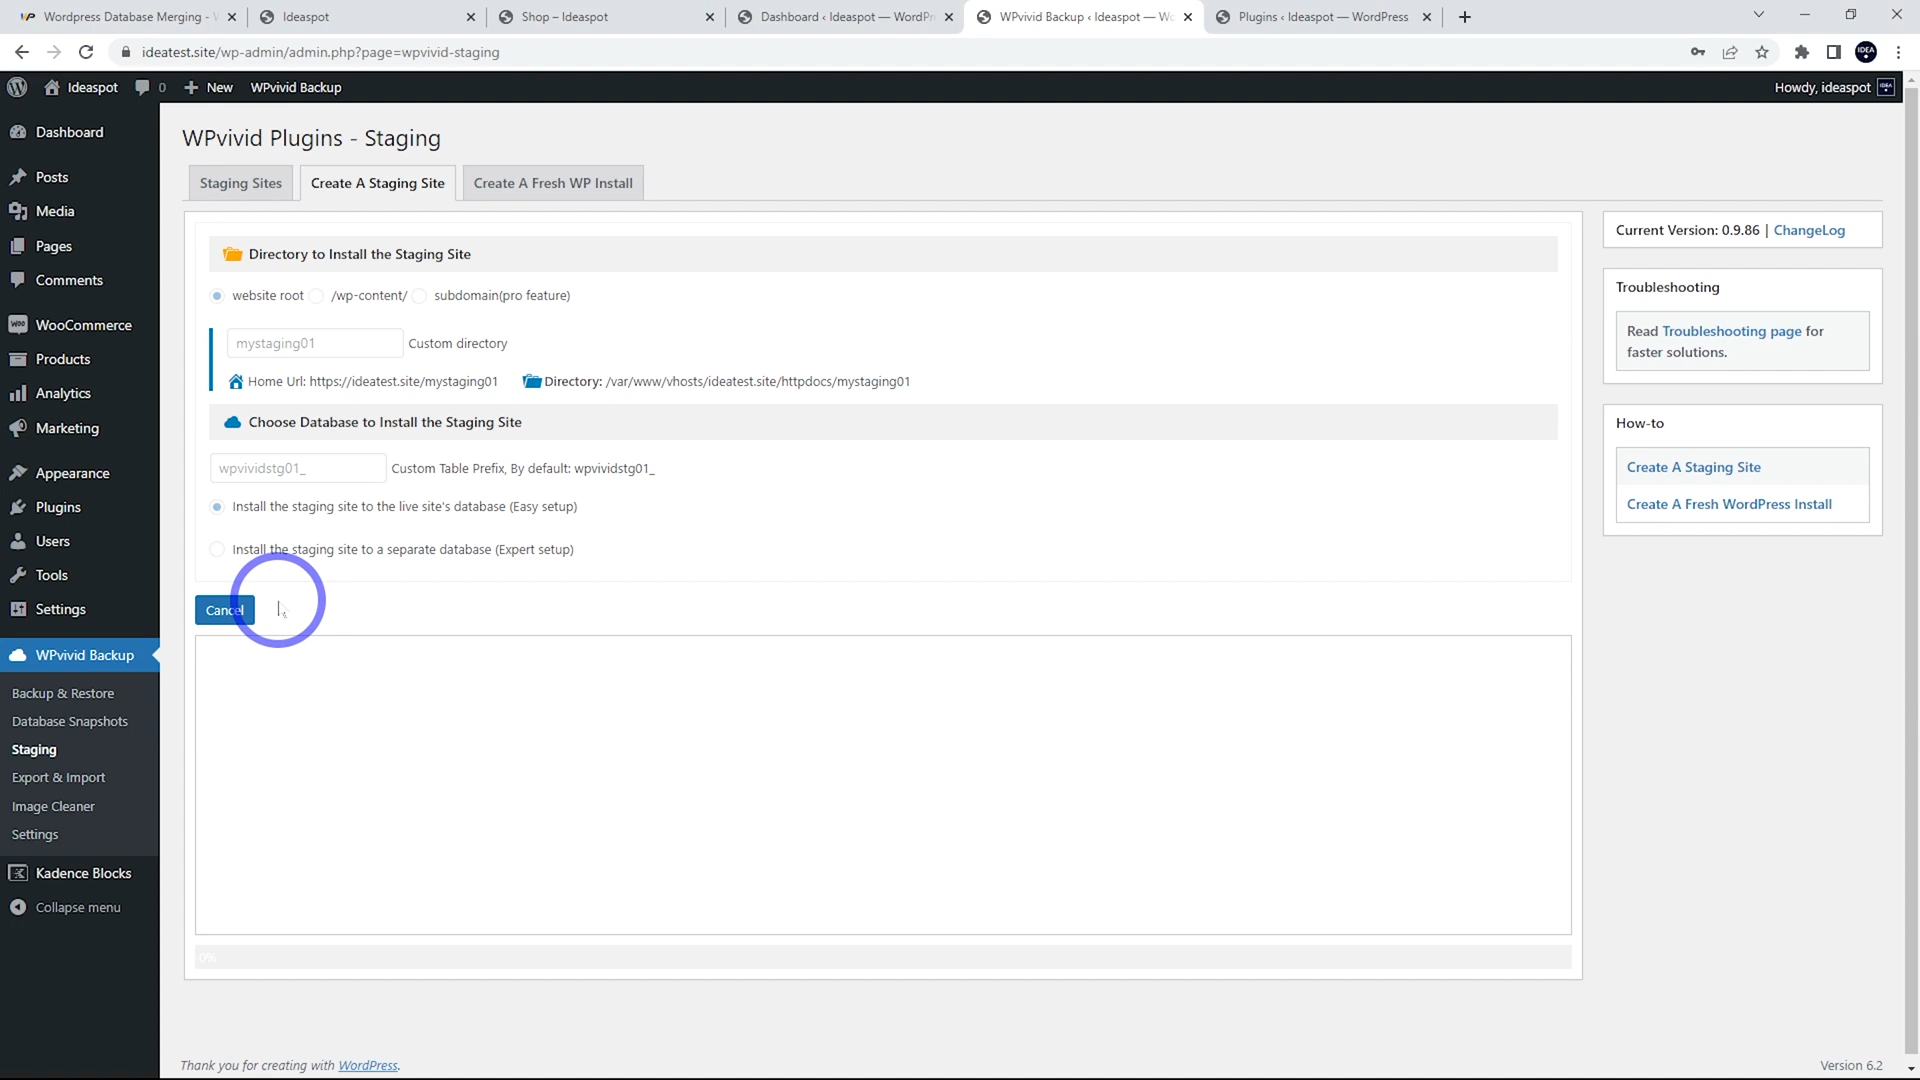 Wordpress Database Merging -
Ideaspot
Shop – Ideaspot
Dashboard ‹ Ideaspot — WordPr
WPvivid Backup ‹ Ideaspot — Wo
Plugins ‹ Ideaspot — WordPress
ideatest.site/wp-admin/admin.php?page=wpvivid-staging
Ideaspot
0
New
WPvivid Backup
Howdy, ideaspot
Dashboard
Posts
Media
Pages
Comments
WooCommerce
Products
Analytics
Marketing
Appearance
Plugins
Users
Tools
Settings
WPvivid Backup
Backup & Restore
Database Snapshots
Staging
Export & Import
Image Cleaner
Settings
Kadence Blocks
Collapse menu
WPvivid Plugins - Staging
Staging Sites
Create A Staging Site
Create A Fresh WP Install
Directory to Install the Staging Site
website root /wp-content/ subdomain(pro feature)
mystaging01 Custom directory
Home Url: https://ideatest.site/mystaging01 Directory: /var/www/vhosts/ideatest.site/httpdocs/mystaging01
Choose Database to Install the Staging Site
wpvividstg01_ Custom Table Prefix, By default: wpvividstg01_
Install the staging site to the live site's database (Easy setup)
Install the staging site to a separate database (Expert setup)
Cancel
0%
Current Version: 0.9.86 | ChangeLog
Troubleshooting
Read Troubleshooting page for
faster solutions.
How-to
Create A Staging Site
Create A Fresh WordPress Install
Thank you for creating with WordPress.
Version 6.2